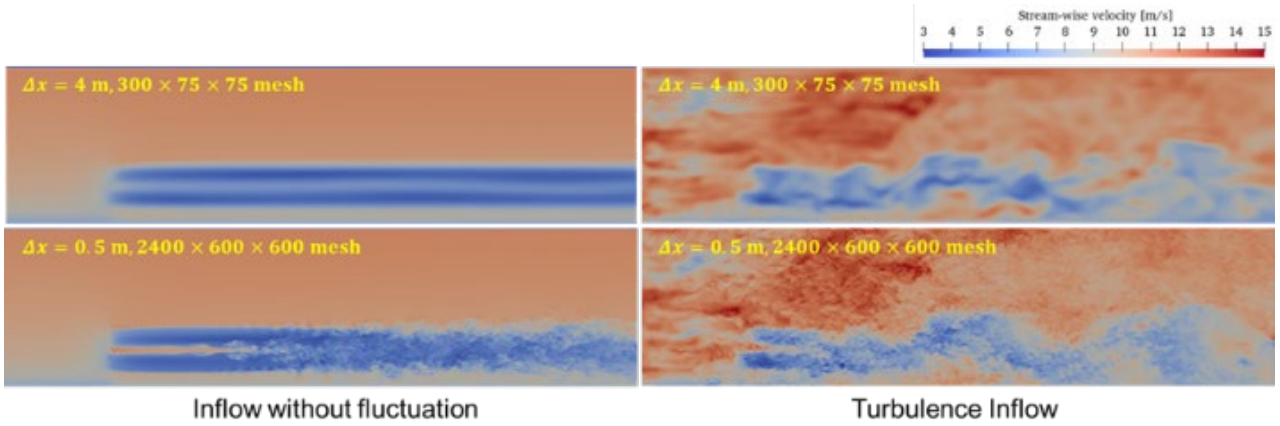 Stream-wise velocity [m/s]
3 4 5 6 7 8 9 10 11 12 13 14 15
Δx = 4 m, 300 × 75 × 75 mesh
Δx = 4 m, 300 × 75 × 75 mesh
Δx = 0.5 m, 2400 × 600 × 600 mesh
Δx = 0.5 m, 2400 × 600 × 600 mesh
Inflow without fluctuation
Turbulence Inflow